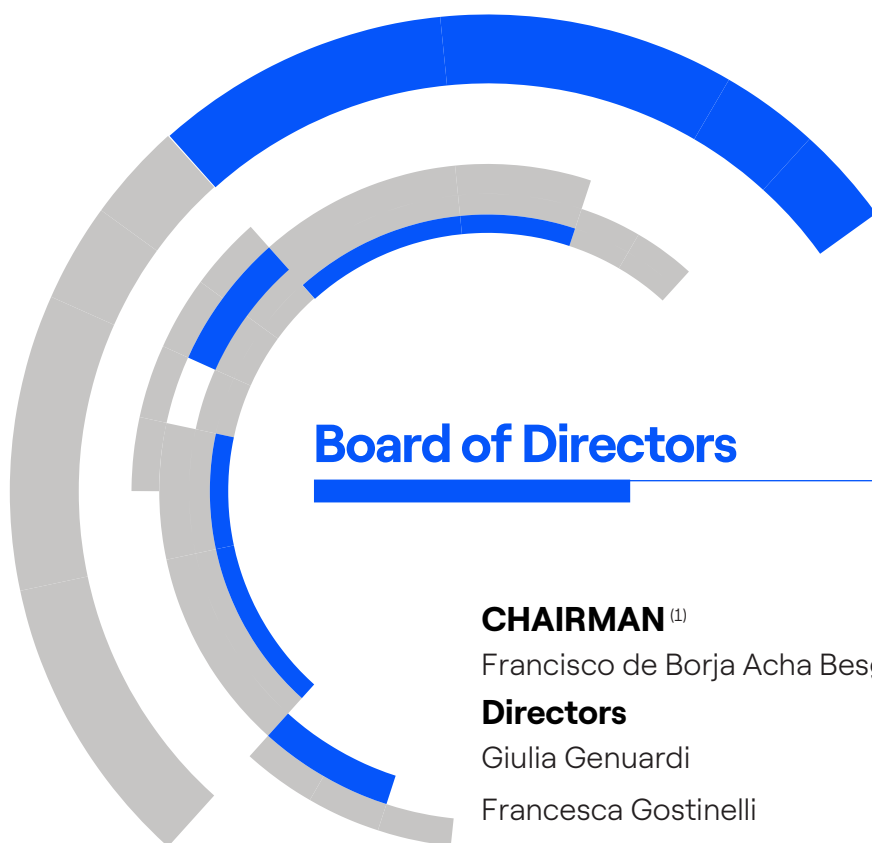 Board of Directors
CHAIRMAN (1)
Francisco de Borja Acha
Directors
Giulia Genuardi
Francesca Gostinelli